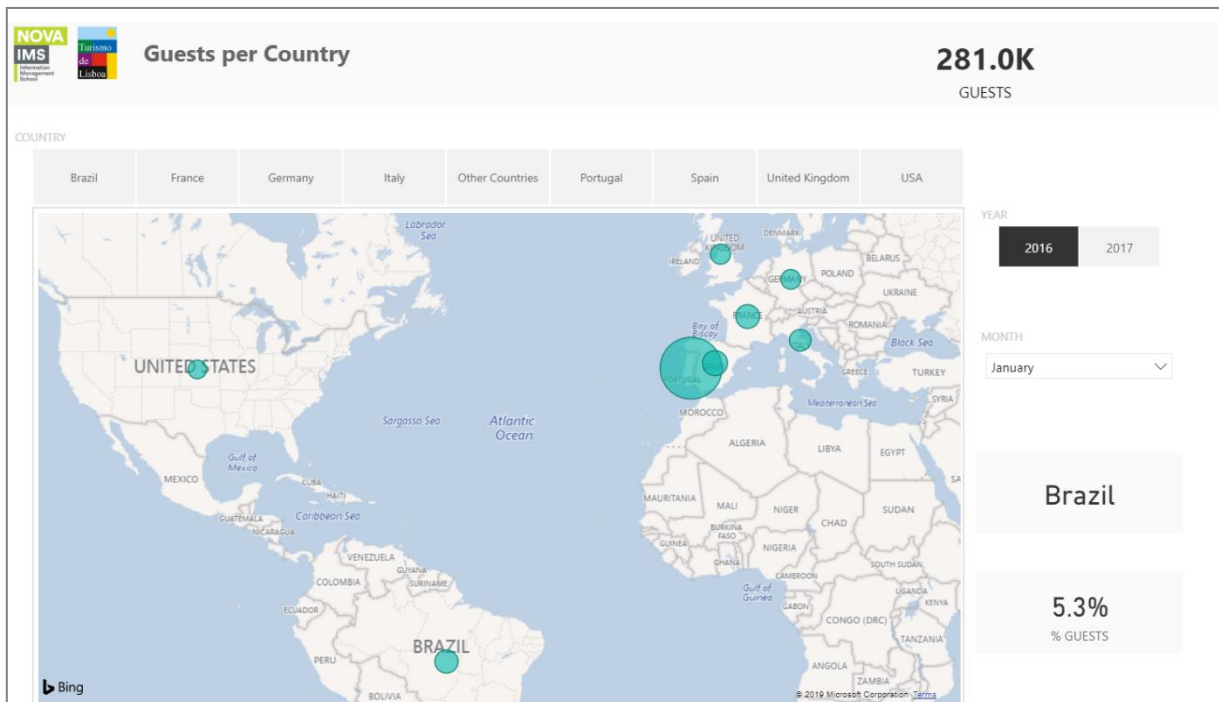 NOVA
IMS
Information
Management
School
Turismo
de
Lisboa
Guests per Country
281.0K
GUESTS
COUNTRY
Brazil
France
Germany
Italy
Other Countries
Portugal
Spain
United Kingdom
USA
YEAR
2016
2017
MONTH
January
Brazil
5.3%
% GUESTS
Labrador
Sea
UNITED
KINGDOM
DENMARK
IRELAND
BELARUS
GERMANY
POLAND
UKRAINE
FRANCE
AUSTRIA
Bay of
Biscay
ROMANIA
Black Sea
UNITED STATES
PORTUGAL
GREECE
TURKEY
Mediterranean Sea
SYRIA
MOROCCO
Sargasso Sea
Atlantic
Ocean
ALGERIA
LIBYA
EGYPT
Gulf of
Mexico
MEXICO
CUBA
HAITI
SA
GUATEMALA
Caribbean Sea
NICARAGUA
MAURITANIA
MALI
NIGER
CHAD
SUDAN
BURKINA
FASO
GUINEA
GHANA
NIGERIA
VENEZUELA
GUYANA
SURINAME
COLOMBIA
CAMEROON
SOUTH SUDAN
Gulf of
Guinea
GABON
UGANDA
KENYA
ECUADOR
CONGO (DRC)
TANZANIA
BRAZIL
PERU
ANGOLA
ZAMBIA
BOLIVIA
Bing
© 2019 Microsoft Corporation Terms